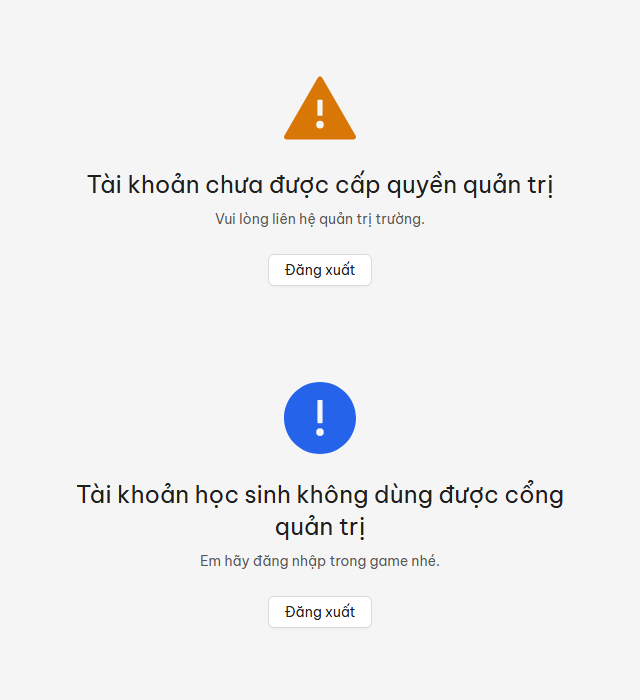 Tài khoản chưa được cấp quyền quản trị
Vui lòng liên hệ quản trị trường.
Đăng xuất
Tài khoản học sinh không dùng được cổng
quản trị
Em hãy đăng nhập trong game nhé.
Đăng xuất